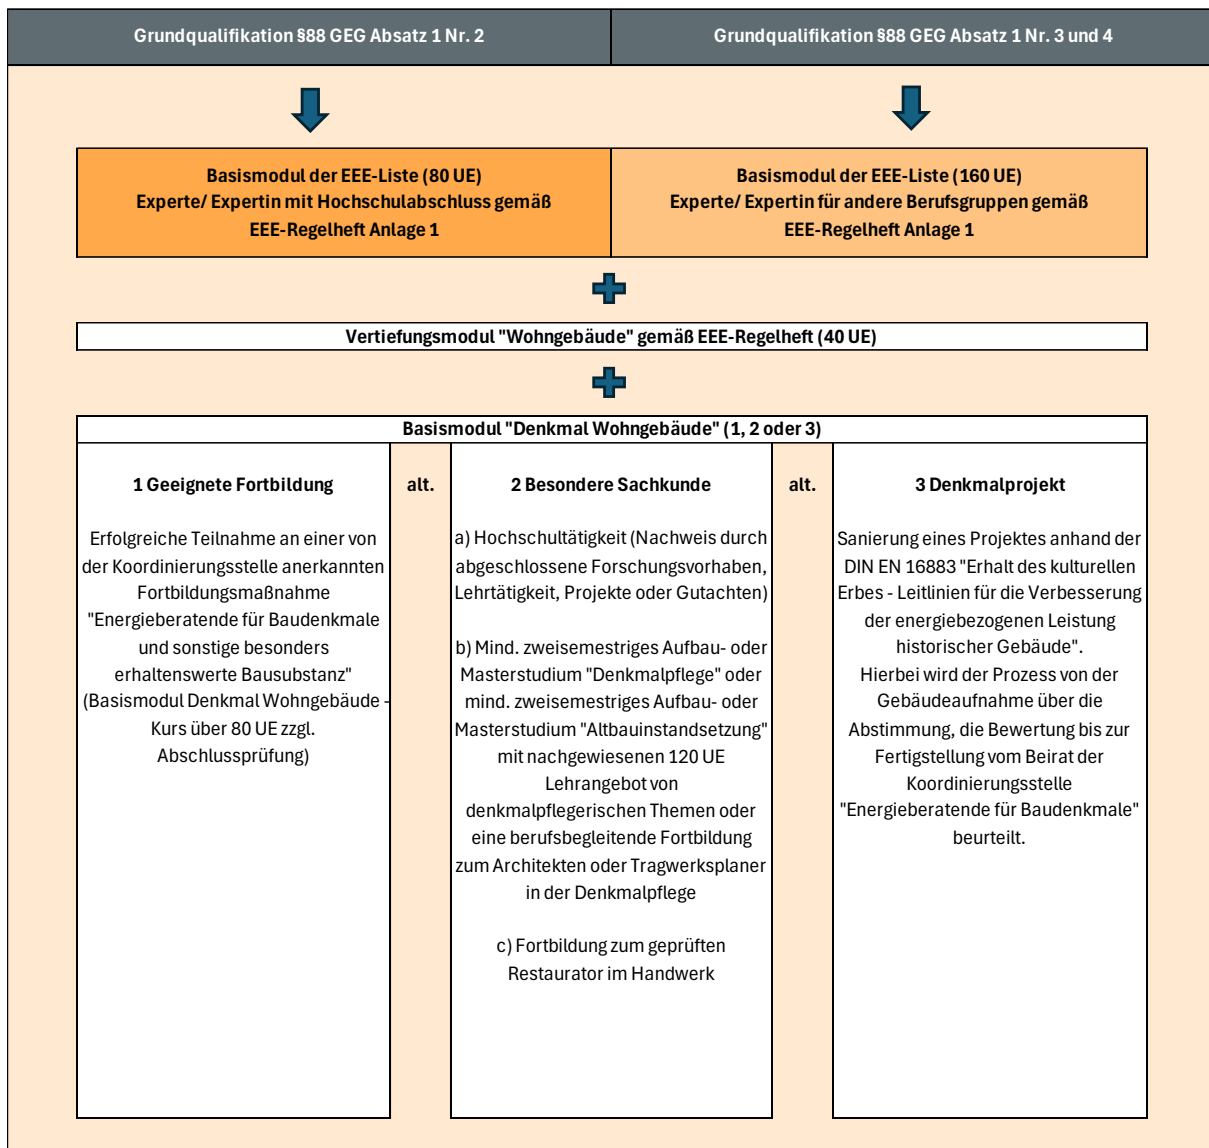 Grundqualifikation §88 GEG Absatz 1 Nr. 2
Grundqualifikation §88 GEG Absatz 1 Nr. 3 und 4
Basismodul der EEE-Liste (80 UE)
Experte/ Expertin mit Hochschulabschluss gemäß
EEE-Regelheft Anlage 1
Basismodul der EEE-Liste (160 UE)
Experte/ Expertin für andere Berufsgruppen gemäß
EEE-Regelheft Anlage 1
Vertiefungsmodul "Wohngebäude" gemäß EEE-Regelheft (40 UE)
Basismodul "Denkmal Wohngebäude" (1, 2 oder 3)
1 Geeignete Fortbildung
Erfolgreiche Teilnahme an einer von
der Koordinierungsstelle anerkannten
Fortbildungsmaßnahme
"Energieberatende für Baudenkmale
und sonstige besonders
erhaltenswerte Bausubstanz"
(Basismodul Denkmal Wohngebäude -
Kurs über 80 UE zzgl.
Abschlussprüfung)
alt.
2 Besondere Sachkunde
a) Hochschultätigkeit (Nachweis durch
abgeschlossene Forschungsvorhaben,
Lehrtätigkeit, Projekte oder Gutachten)
b) Mind. zweisemestriges Aufbau- oder
Masterstudium "Denkmalpflege" oder
mind. zweisemestriges Aufbau- oder
Masterstudium "Altbauinstandsetzung"
mit nachgewiesenen 120 UE
Lehrangebot von
denkmalpflegerischen Themen oder
eine berufsbegleitende Fortbildung
zum Architekten oder Tragwerksplaner
in der Denkmalpflege
c) Fortbildung zum geprüften
Restaurator im Handwerk
alt.
3 Denkmalprojekt
Sanierung eines Projektes anhand der
DIN EN 16883 "Erhalt des kulturellen
Erbes - Leitlinien für die Verbesserung
der energiebezogenen Leistung
historischer Gebäude".
Hierbei wird der Prozess von der
Gebäudeaufnahme über die
Abstimmung, die Bewertung bis zur
Fertigstellung vom Beirat der
Koordinierungsstelle
"Energieberatende für Baudenkmale"
beurteilt.